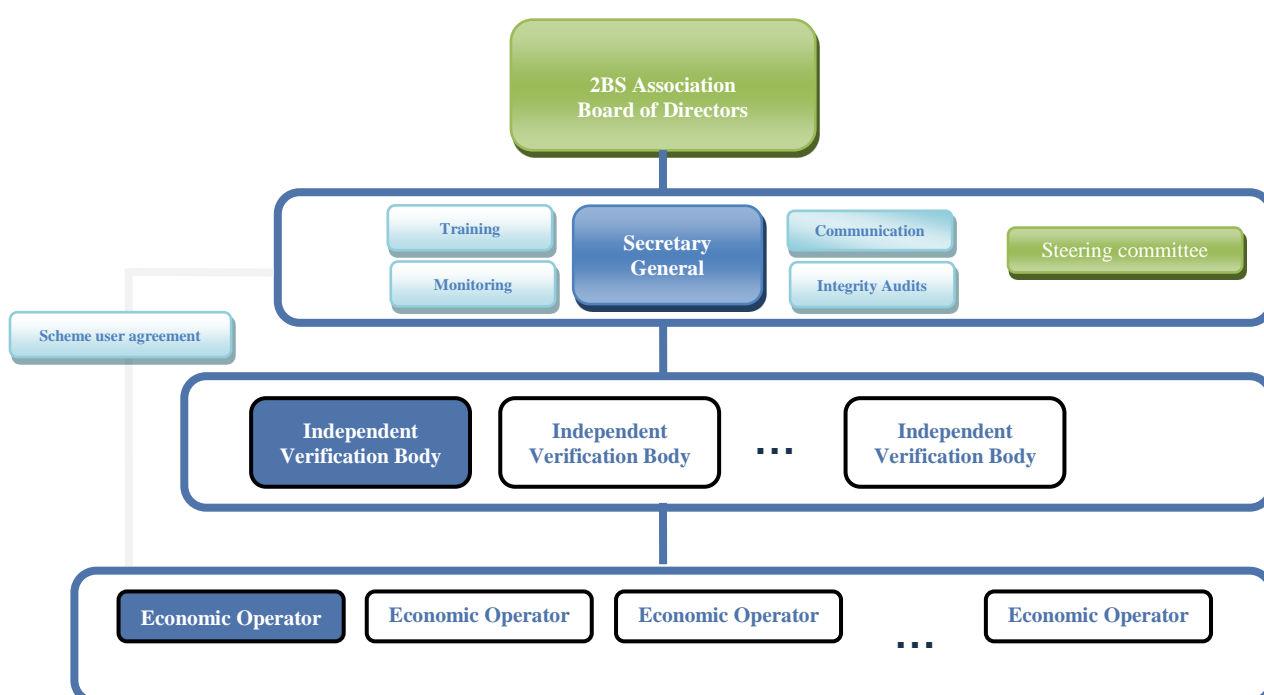 2BS Association
Board of Directors
Training
Secretary
General
Communication
Steering committee
Monitoring
Integrity Audits
Scheme user agreement
Independent
Verification Body
Independent
Verification Body
...
Independent
Verification Body
Economic Operator
Economic Operator
Economic Operator
...
Economic Operator